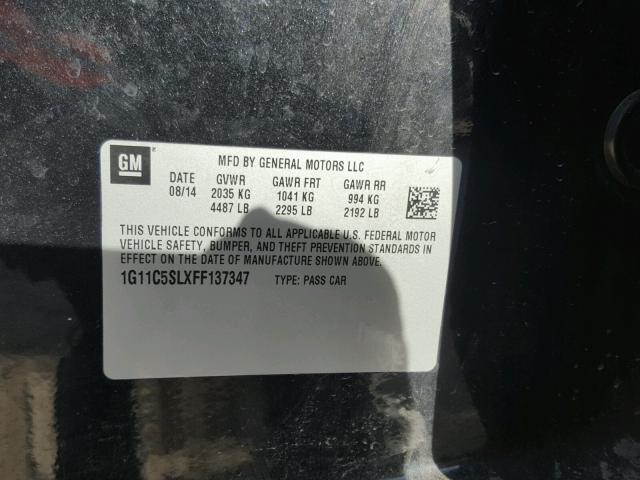 GM
MFD BY GENERAL MOTORS LLC
DATE GVWR GAWR FRT GAWR RR
08/14 2035 KG 1041 KG 994 KG
4487 LB 2295 LB 2192 LB
THIS VEHICLE CONFORMS TO ALL APPLICABLE U.S. FEDERAL MOTOR
VEHICLE SAFETY, BUMPER, AND THEFT PREVENTION STANDARDS IN
EFFECT ON THE DATE OF MANUFACTURE SHOWN ABOVE.
1G11C5SLXFF137347 TYPE: PASS CAR